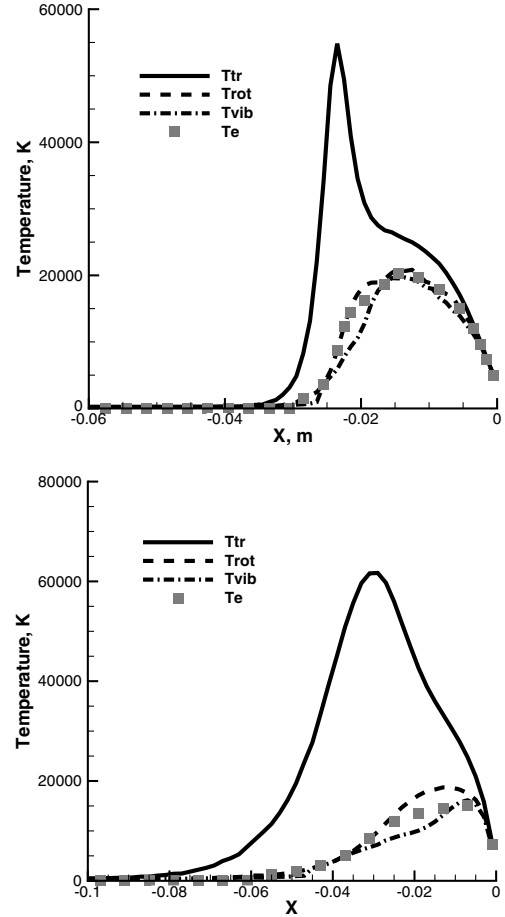 60000
Ttr
Trot
Tvib
Te
40000
Temperature, K
20000
0
-0.06
-0.04
-0.02
0
X, m
80000
Ttr
Trot
Tvib
Te
60000
Temperature, K
40000
20000
0
-0.1
-0.08
-0.06
-0.04
-0.02
0
X